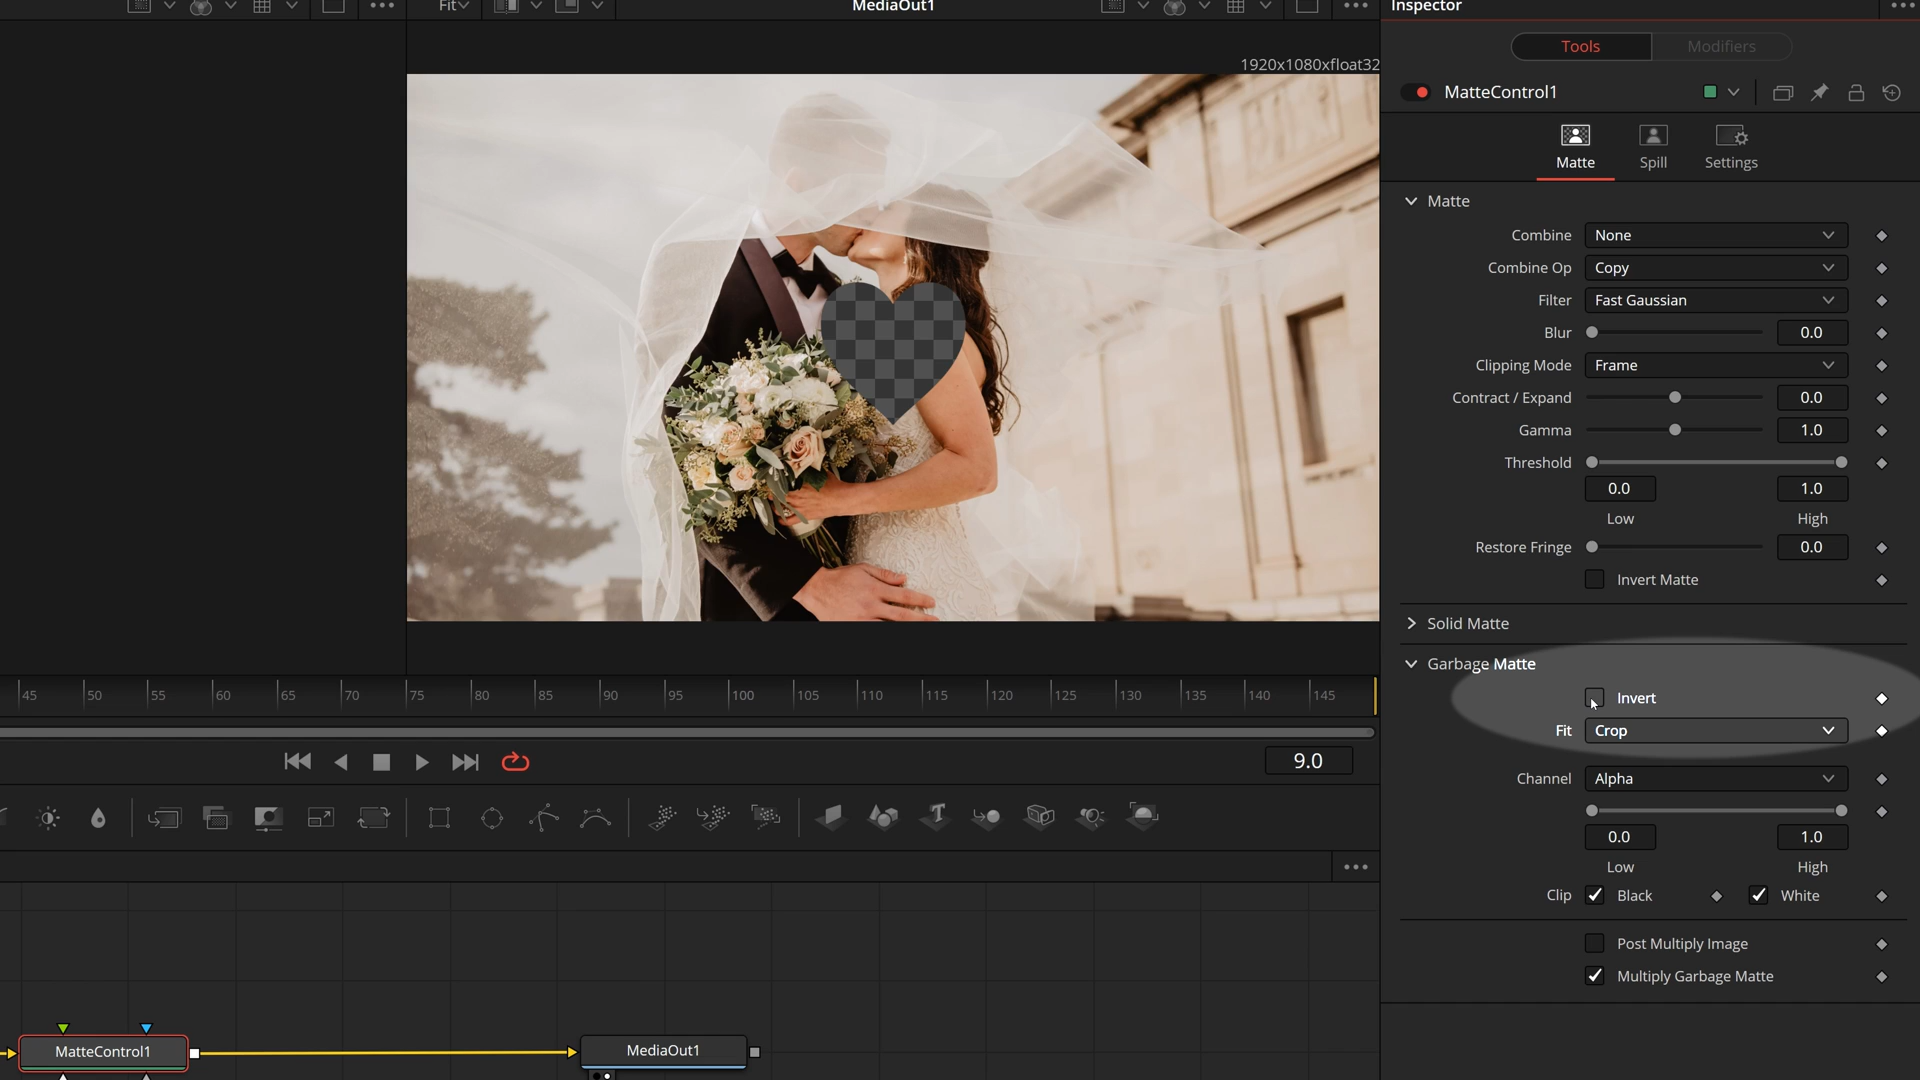 Fit
MediaOut1
Inspector
1920x1080xfloat32
Tools
Modifiers
MatteControl1
Matte
Spill
Settings
Matte
Combine
None
Combine Op
Copy
Filter
Fast Gaussian
Blur
0.0
Clipping Mode
Frame
Contract / Expand
0.0
Gamma
1.0
Threshold
0.0
1.0
Low
High
Restore Fringe
0.0
Invert Matte
Solid Matte
Garbage Matte
Invert
Fit
Crop
Channel
Alpha
0.0
1.0
Low
High
Clip
Black
White
Post Multiply Image
Multiply Garbage Matte
45 50 55 60 65 70 75 80 85 90 95 100 105 110 115 120 125 130 135 140 145
9.0
MatteControl1
MediaOut1